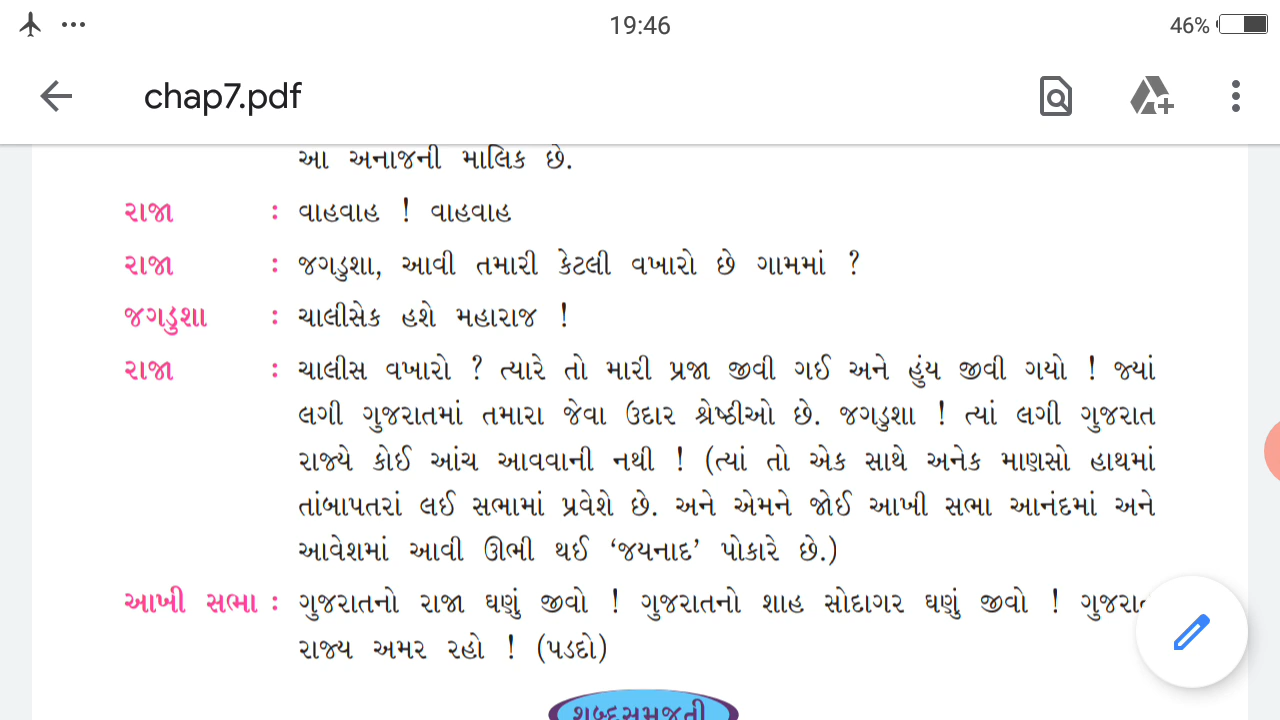 19:46
46%
chap7.pdf
આ અનાજની માલિક છે.
રાજા : વાહવાહ ! વાહવાહ
રાજા : જગડુશા, આવી તમારી કેટલી વખારો છે ગામમાં ?
જગડુશા : ચાલીસેક હશે મહારાજ !
રાજા : ચાલીસ વખારો ? ત્યારે તો મારી પ્રજા જીવી ગઈ અને હુંય જીવી ગયો ! જ્યાં
લગી ગુજરાતમાં તમારા જેવા ઉદાર શ્રેષ્ઠીઓ છે. જગડુશા ! ત્યાં લગી ગુજરાત
રાજ્યે કોઈ આંચ આવવાની નથી ! (ત્યાં તો એક સાથે અનેક માણસો હાથમાં
તાંબાપતરાં લઈ સભામાં પ્રવેશે છે. અને એમને જોઈ આખી સભા આનંદમાં અને
આવેશમાં આવી ઊભી થઈ ‘જયનાદ’ પોકારે છે.)
આખી સભા : ગુજરાતનો રાજા ઘણું જીવો ! ગુજરાતનો શાહ સોદાગર ઘણું જીવો !
રાજ્ય અમર રહો ! (પડદો)
શબ્દસમજૂતી